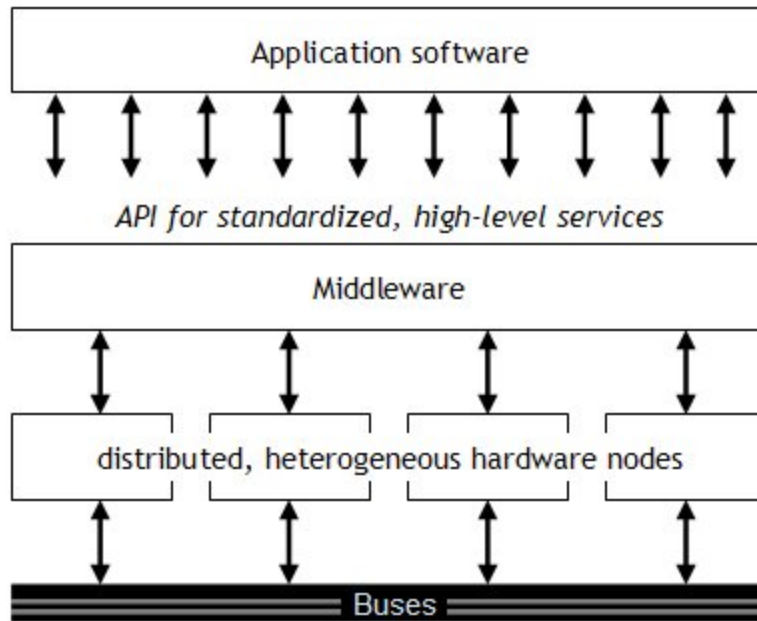 Application software
API for standardized, high-level services
Middleware
distributed, heterogeneous hardware nodes
Buses